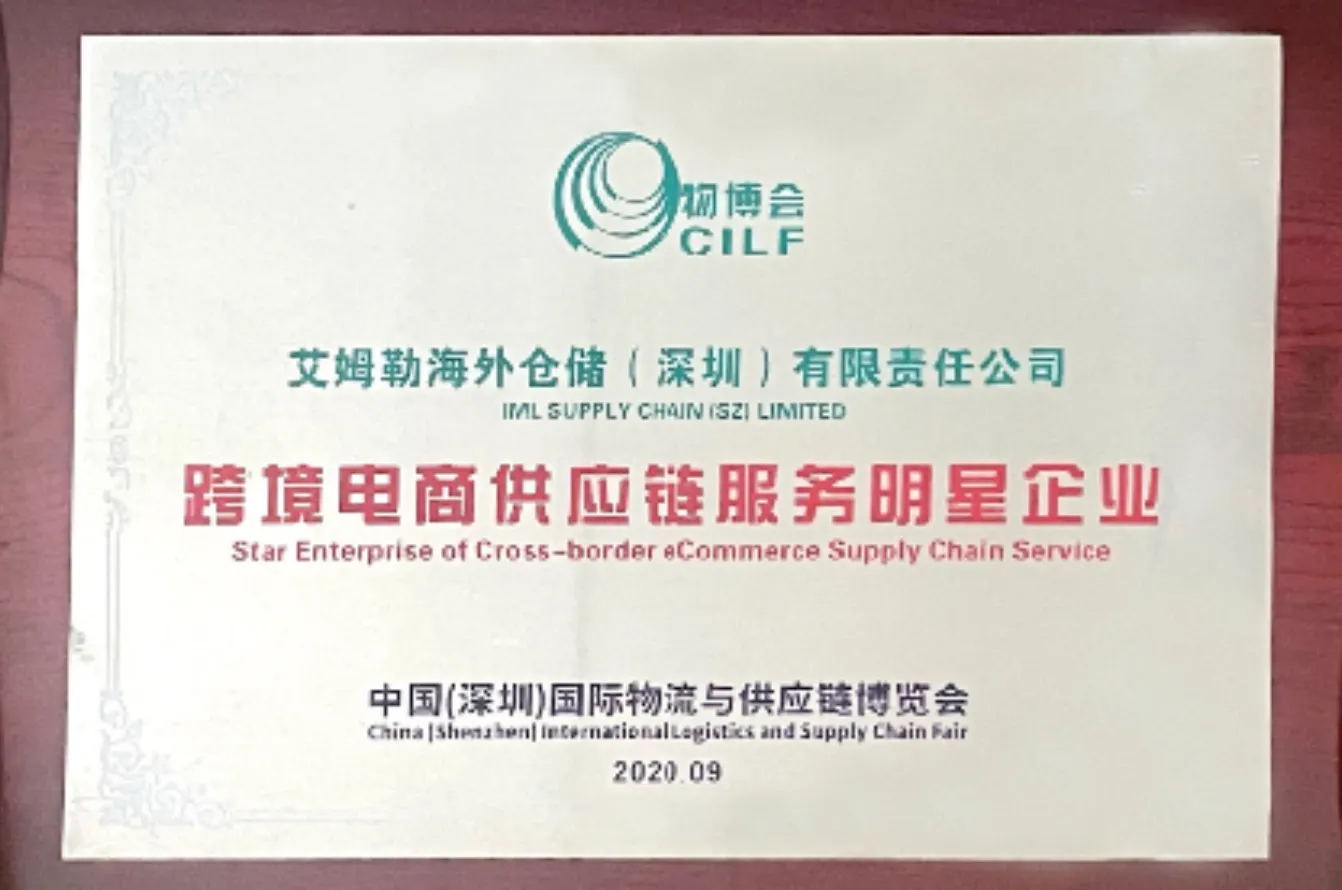 物博会
CILF
艾姆勒海外仓储（深圳）有限责任公司
IML SUPPLY CHAIN (SZ) LIMITED
跨境电商供应链服务明星企业
Star Enterprise of Cross-border eCommerce Supply Chain Service
中国(深圳)国际物流与供应链博览会
China (Shenzhen) International Logistics and Supply Chain Fair
2020.09